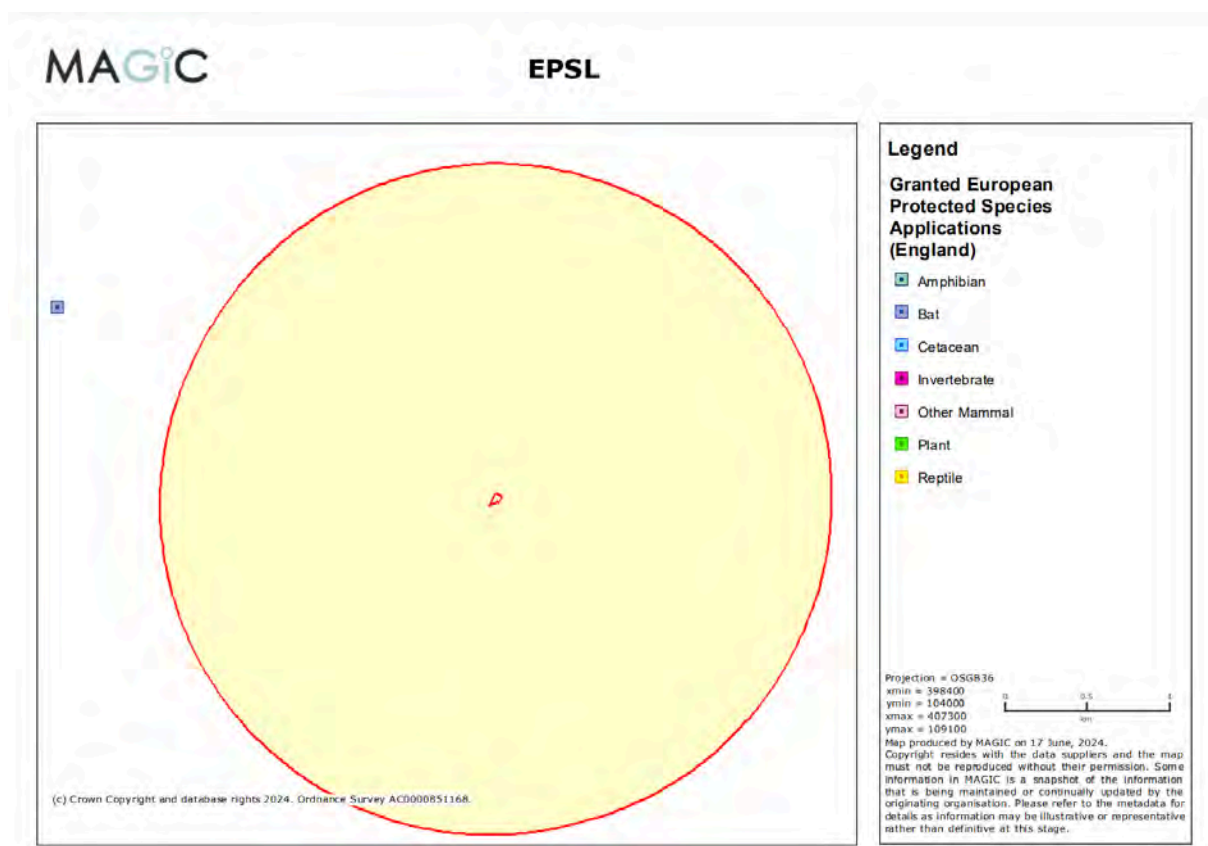 MAGiC
EPSL
(c) Crown Copyright and database rights 2024. Ordnance Survey AC0000851168.
Legend
Granted European
Protected Species
Applications
(England)
Amphibian
Bat
Cetacean
Invertebrate
Other Mammal
Plant
Reptile
Projection = OSGB36
xmin = 398400
ymin = 104000
xmax = 407300
ymax = 109100
0 0.5 1
km
Map produced by MAGIC on 17 June, 2024.
Copyright resides with the data suppliers and the map
must not be reproduced without their permission. Some
information in MAGIC is a snapshot of the information
that is being maintained or continually updated by the
originating organisation. Please refer to the metadata for
details as information may be illustrative or representative
rather than definitive at this stage.